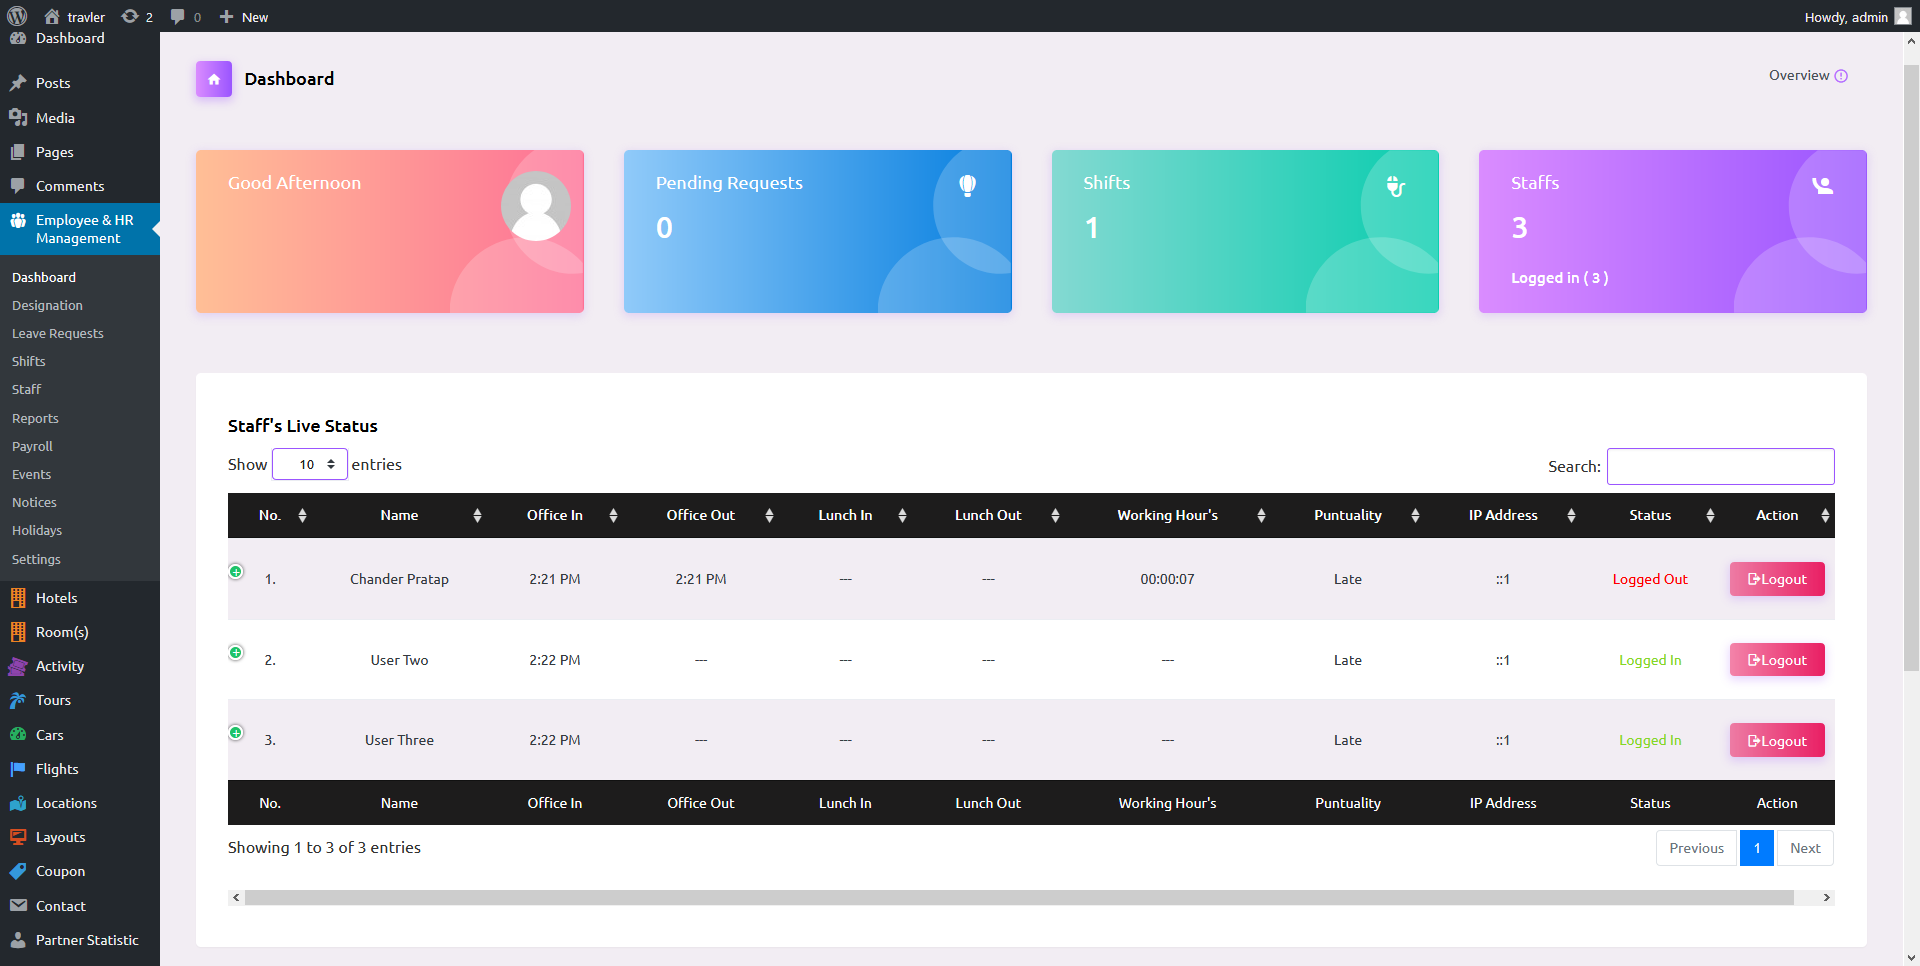 travler 2 0 New Howdy, admin
Dashboard
Posts
Media
Pages
Comments
Employee & HR
Management
Dashboard
Designation
Leave Requests
Shifts
Staff
Reports
Payroll
Events
Notices
Holidays
Settings
Hotels
Room(s)
Activity
Tours
Cars
Flights
Locations
Layouts
Coupon
Contact
Partner Statistic
Dashboard Overview
Good Afternoon
Pending Requests
0
Shifts
1
Staffs
3
Logged in ( 3 )
Staff's Live Status
Show 10 entries Search:
No. Name Office In Office Out Lunch In Lunch Out Working Hour's Puntuality IP Address Status Action
1. Chander Pratap 2:21 PM 2:21 PM --- --- 00:00:07 Late ::1 Logged Out Logout
2. User Two 2:22 PM --- --- --- --- Late ::1 Logged In Logout
3. User Three 2:22 PM --- --- --- --- Late ::1 Logged In Logout
No. Name Office In Office Out Lunch In Lunch Out Working Hour's Puntuality IP Address Status Action
Showing 1 to 3 of 3 entries Previous 1 Next